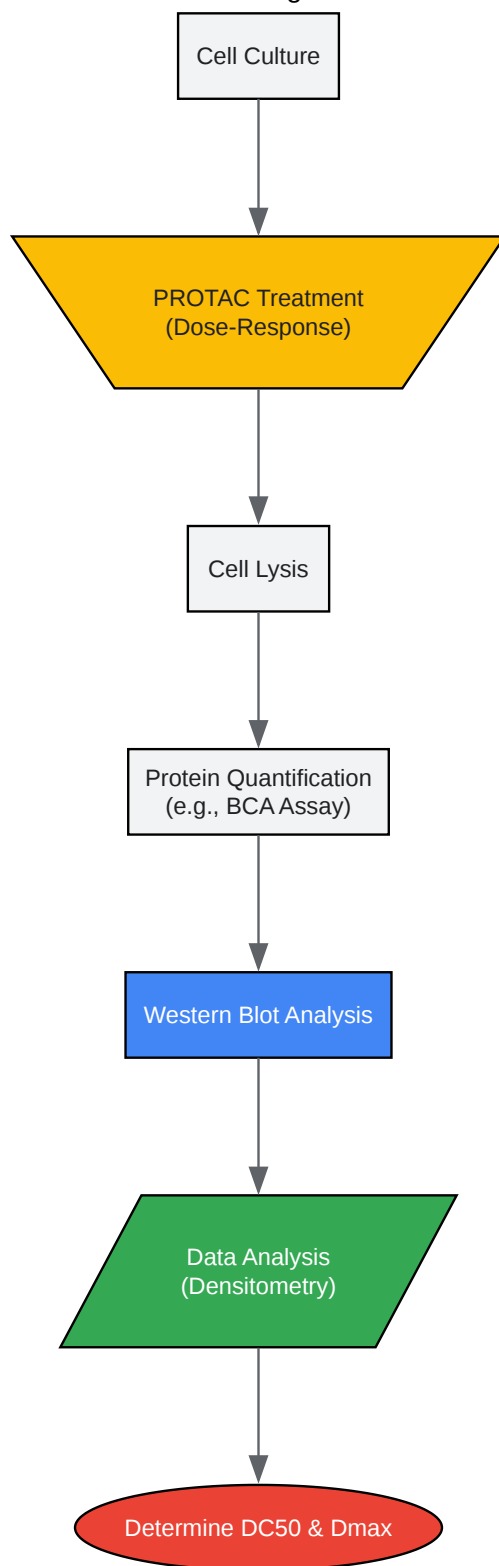 Cell Culture
PROTAC Treatment
(Dose-Response)
Cell Lysis
Protein Quantification
(e.g., BCA Assay)
Western Blot Analysis
Data Analysis
(Densitometry)
Determine DC50 & Dmax